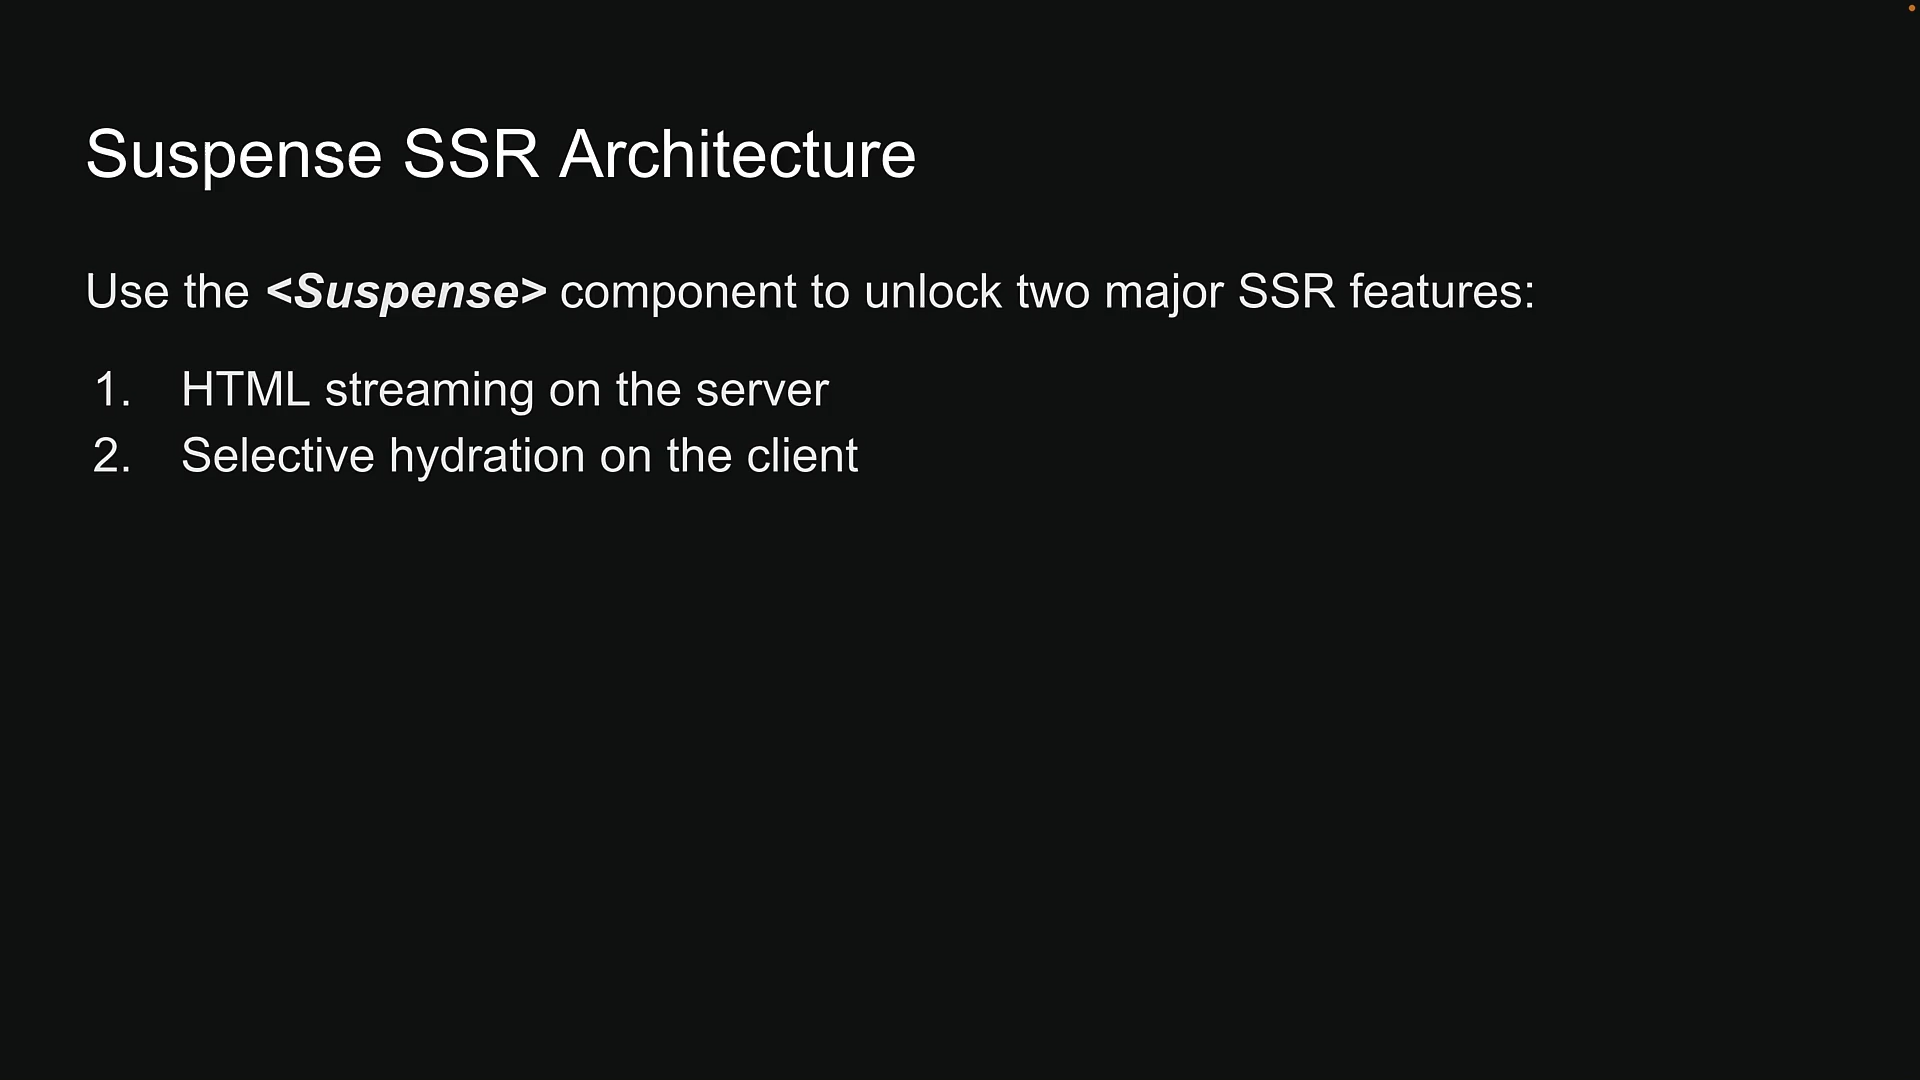 Suspense SSR Architecture
Use the <Suspense> component to unlock two major SSR features:
1. HTML streaming on the server
2. Selective hydration on the client